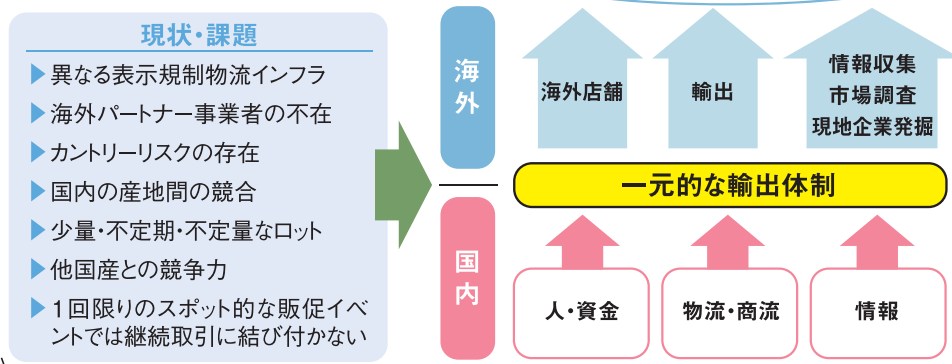 現状・課題
▶異なる表示規制物流インフラ
▶海外パートナー事業者の不在
▶カントリーリスクの存在
▶国内の産地間の競合
▶少量・不定期・不定量なロット
▶他国産との競争力
▶1回限りのスポット的な販促イベ
ントでは継続取引に結び付かない
海外
海外店舗
輸出
情報収集
市場調査
現地企業発掘
一元的な輸出体制
国内
人・資金
物流・商流
情報